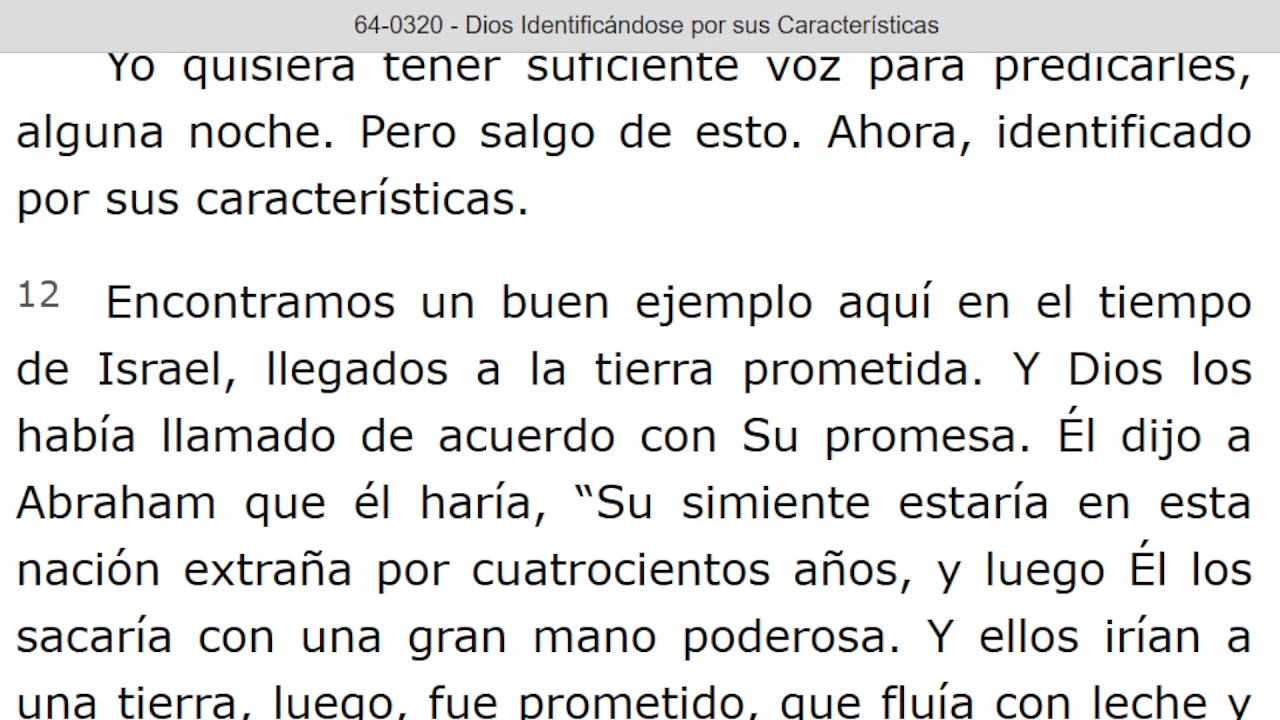 64-0320 - Dios Identificándose por sus Características
Yo quisiera tener suficiente voz para predicarles,
alguna noche. Pero salgo de esto. Ahora, identificado
por sus características.
12 Encontramos un buen ejemplo aquí en el tiempo
de Israel, llegados a la tierra prometida. Y Dios los
había llamado de acuerdo con Su promesa. Él dijo a
Abraham que él haría, “Su simiente estaría en esta
nación extraña por cuatrocientos años, y luego Él los
sacaría con una gran mano poderosa. Y ellos irían a
una tierra, luego, fue prometido, que fluía con leche y